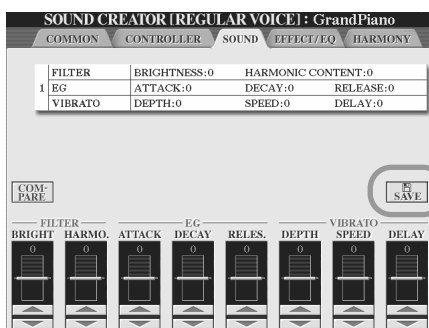 SOUND CREATOR [REGULAR VOICE] : GrandPiano
COMMON CONTROLLER SOUND EFFECT/EQ HARMONY
FILTER BRIGHTNESS:0 HARMONIC CONTENT:0
1 EG ATTACK:0 DECAY:0 RELEASE:0
VIBRATO DEPTH:0 SPEED:0 DELAY:0
COM-
PARE
SAVE
FILTER EG VIBRATO
BRIGHT HARMO. ATTACK DECAY RELES. DEPTH SPEED DELAY
0 0 0 0 0 0 0 0